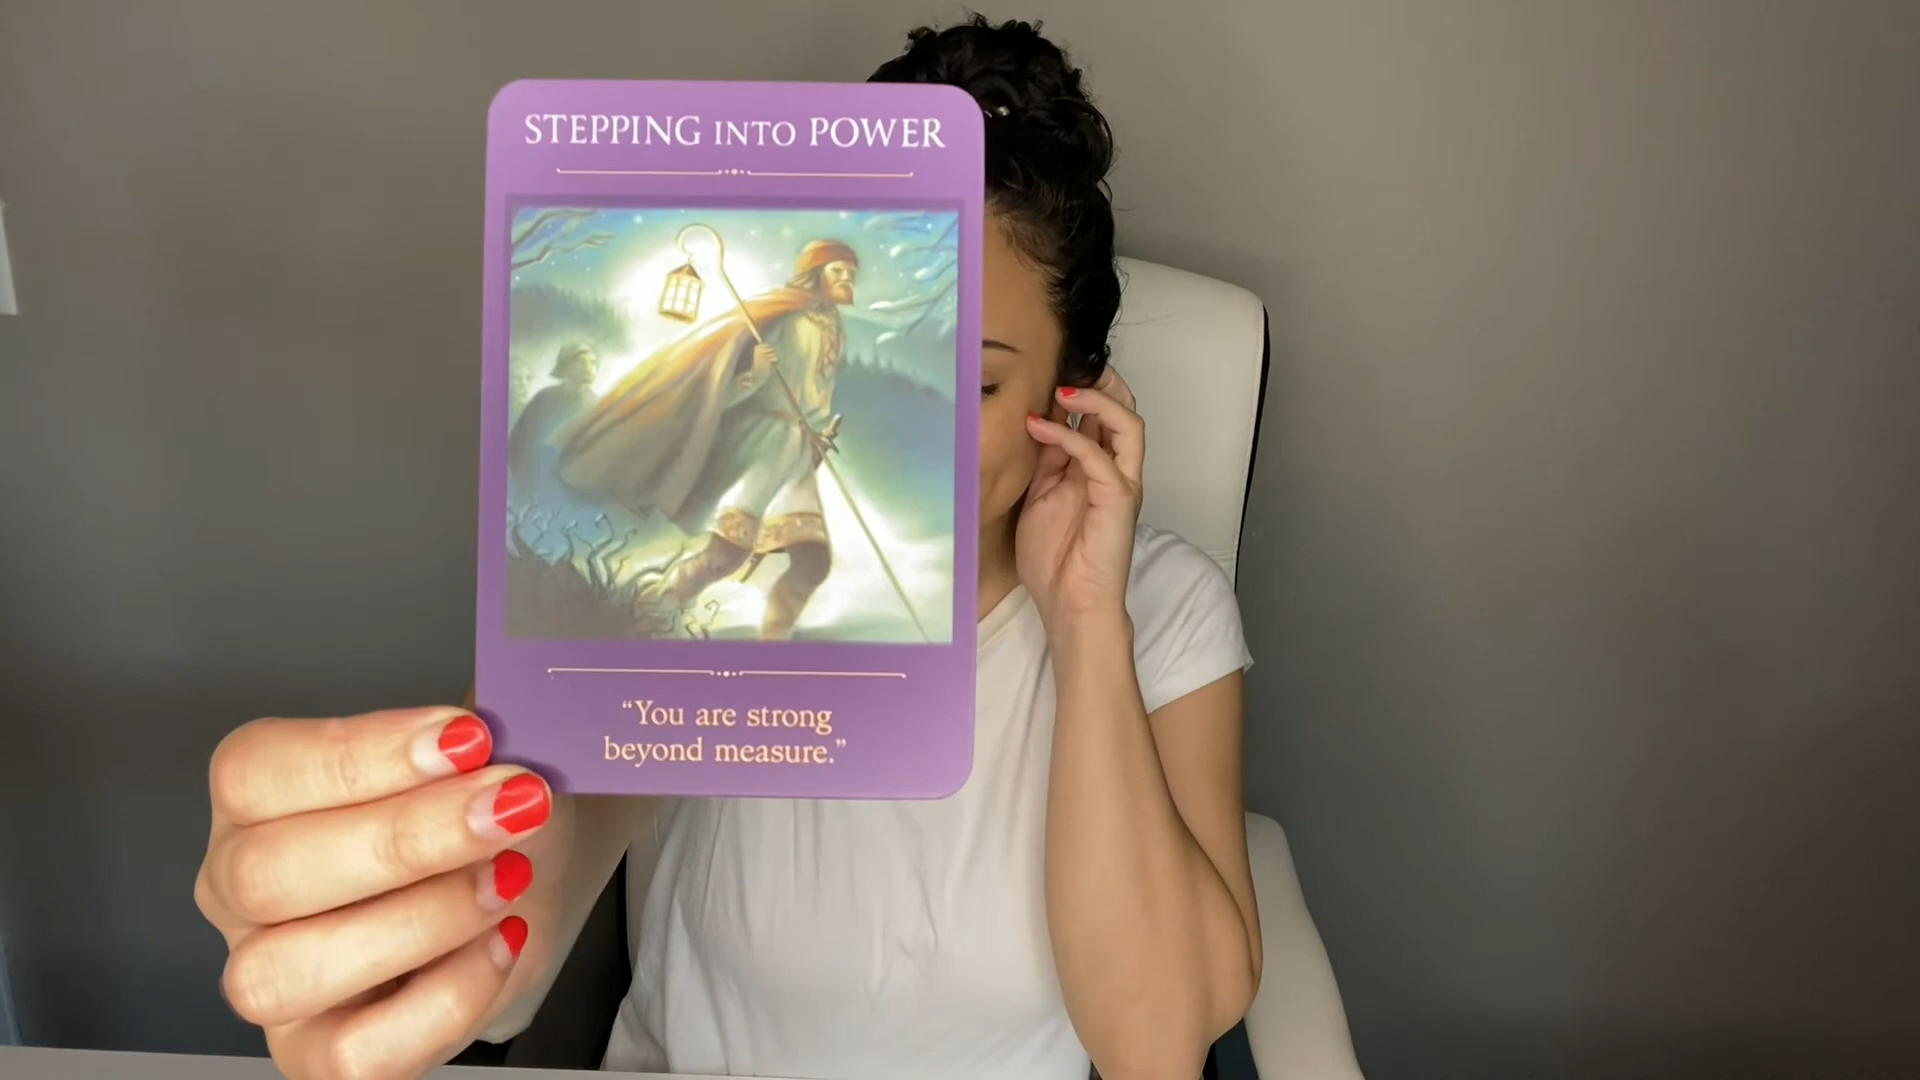 STEPPING INTO POWER
“You are strong
beyond measure.”